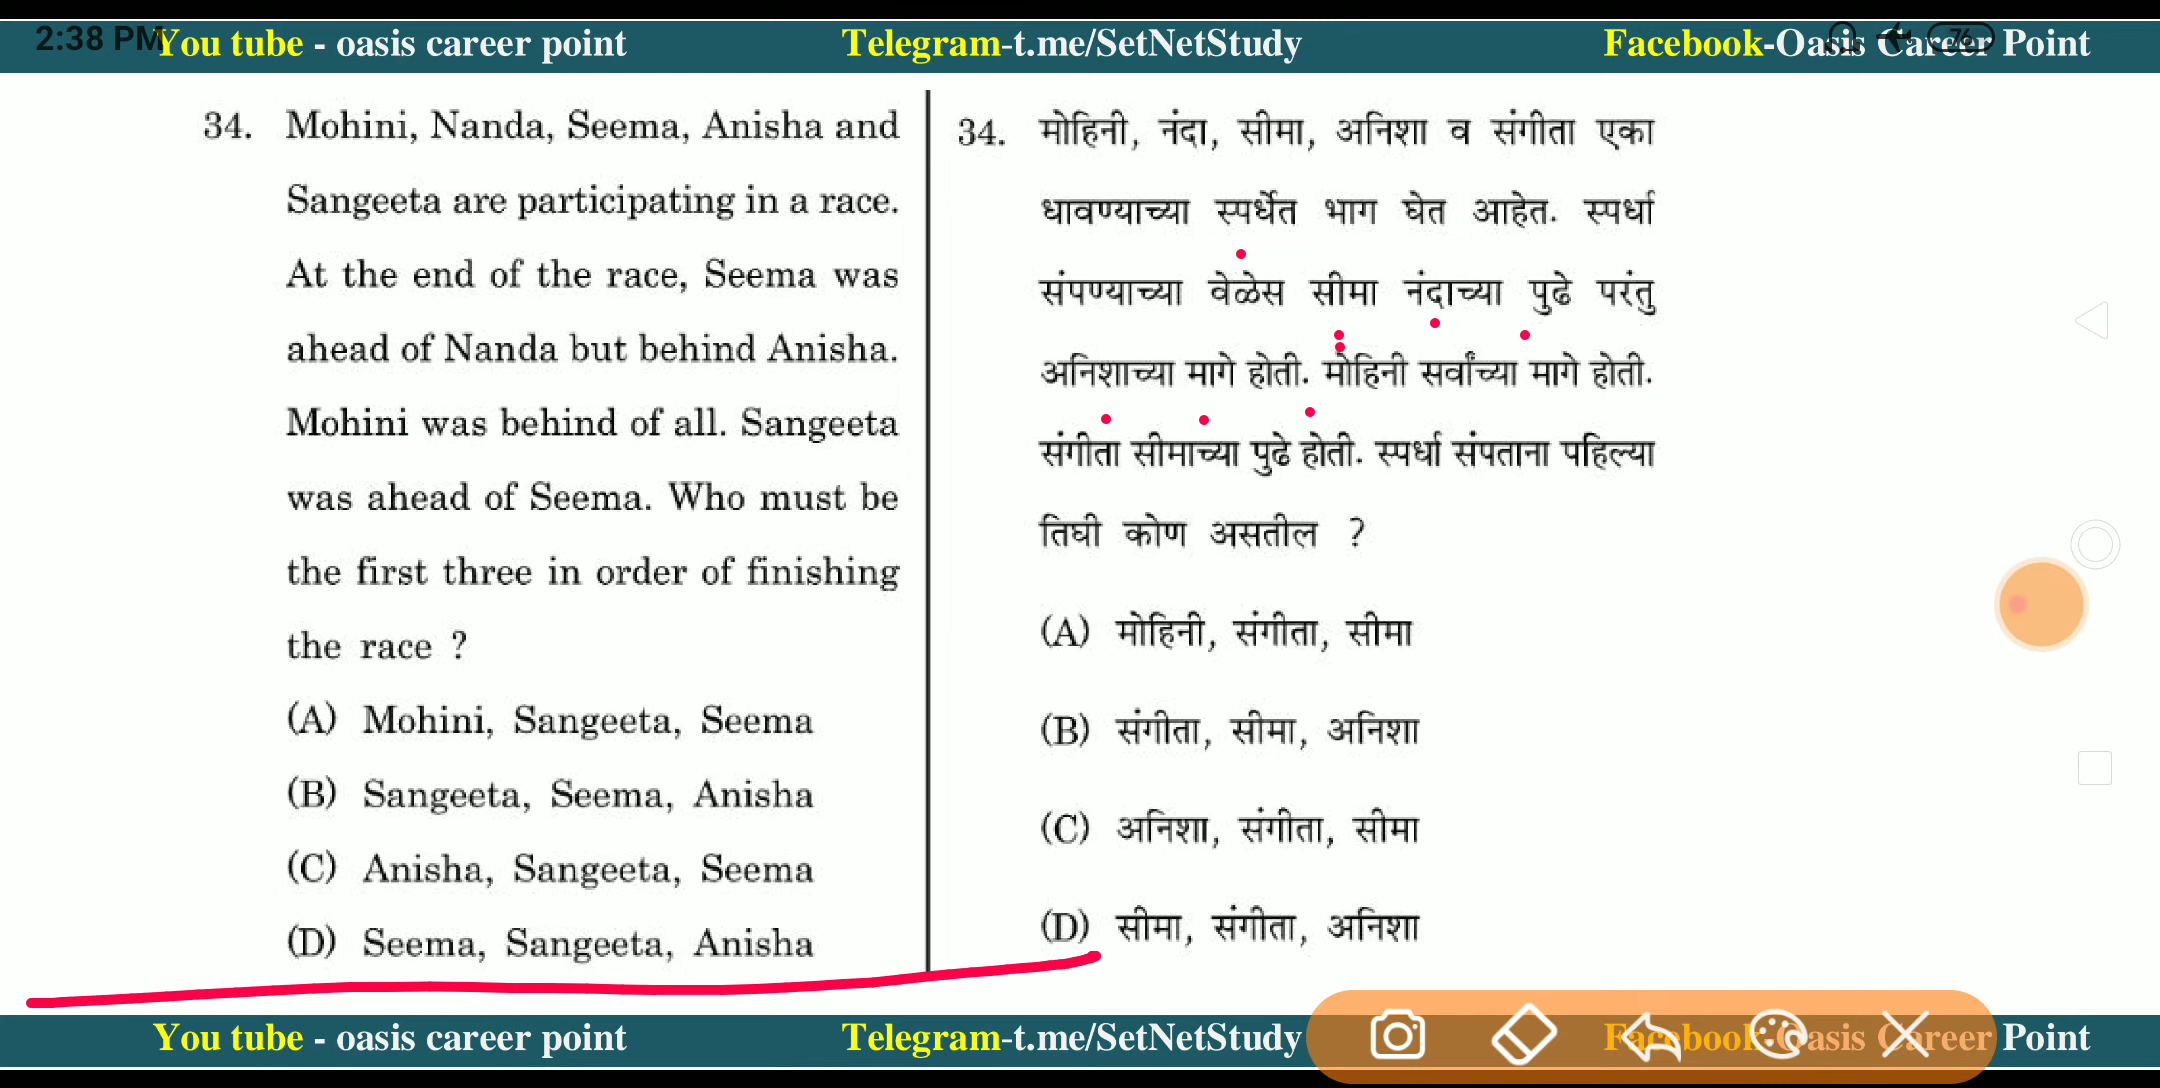 2:38 PM
You tube - oasis career point Telegram-t.me/SetNetStudy Facebook-Oasis Career Point
76
34. Mohini, Nanda, Seema, Anisha and
Sangeeta are participating in a race.
At the end of the race, Seema was
ahead of Nanda but behind Anisha.
Mohini was behind of all. Sangeeta
was ahead of Seema. Who must be
the first three in order of finishing
the race ?
(A) Mohini, Sangeeta, Seema
(B) Sangeeta, Seema, Anisha
(C) Anisha, Sangeeta, Seema
(D) Seema, Sangeeta, Anisha
34. मोहिनी, नंदा, सीमा, अनिशा व संगीता एका
धावण्याच्या स्पर्धेत भाग घेत आहेत. स्पर्धा
संपण्याच्या वेळेस सीमा नंदाच्या पुढे परंतु
अनिशाच्या मागे होती. मोहिनी सर्वांच्या मागे होती.
संगीता सीमाच्या पुढे होती. स्पर्धा संपताना पहिल्या
तिघी कोण असतील ?
(A) मोहिनी, संगीता, सीमा
(B) संगीता, सीमा, अनिशा
(C) अनिशा, संगीता, सीमा
(D) सीमा, संगीता, अनिशा
You tube - oasis career point Telegram-t.me/SetNetStudy Facebook-Oasis Career Point